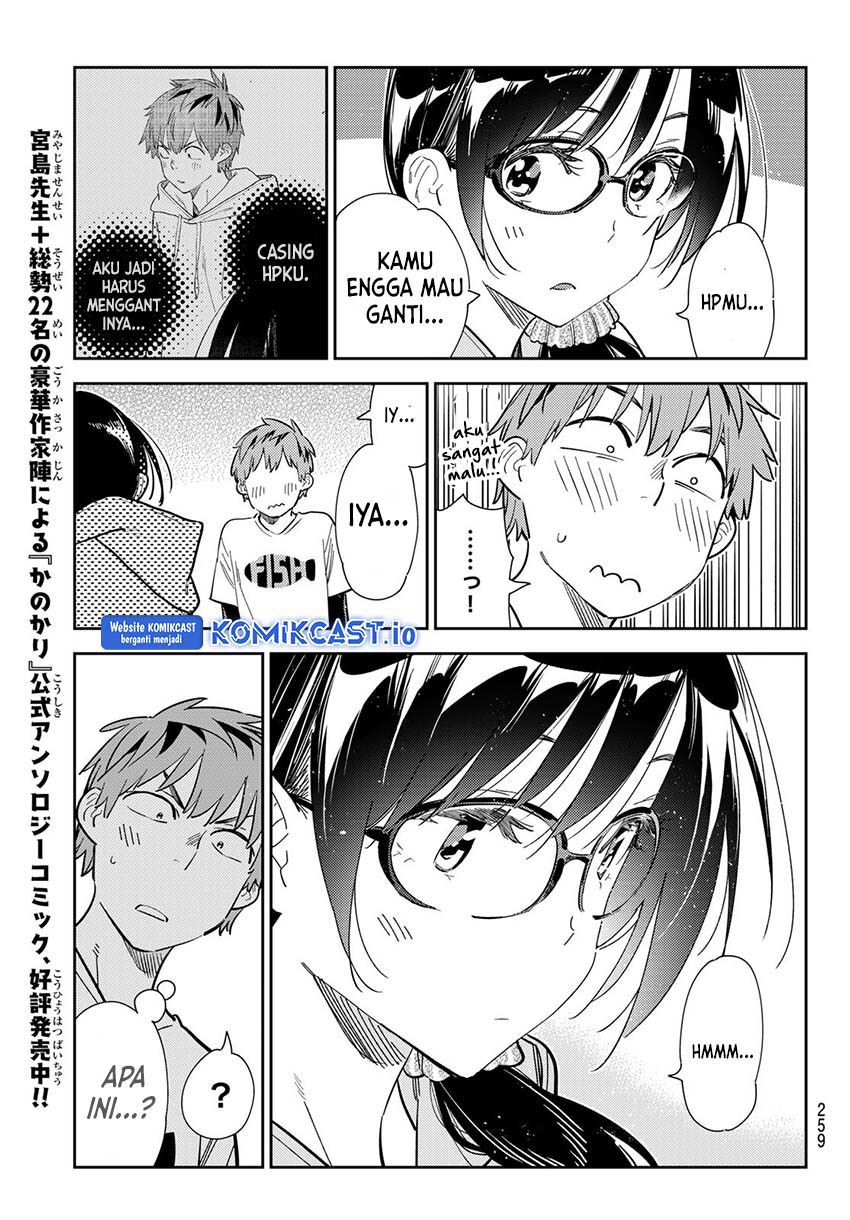 HPMU...
KAMU
ENGGA MAU
GANTI...
CASING
HPKU.
AKU JADI
HARUS
MENGGANT
INYA...
aku
sangat
malu!!
……っ！
IY...
IYA...
FISH
Website KOMIKCAST
berganti menjadi
KOMIKCAST.io
HMMM...
?
APA
INI...?
宮島先生＋総勢22名の豪華作家陣による『かのかり』公式アンソロジーコミック、好評発売中!!
みやじませんせい そうぜい めい ごうかさっかじん こうしき こうひょうはつばいちゅう
259